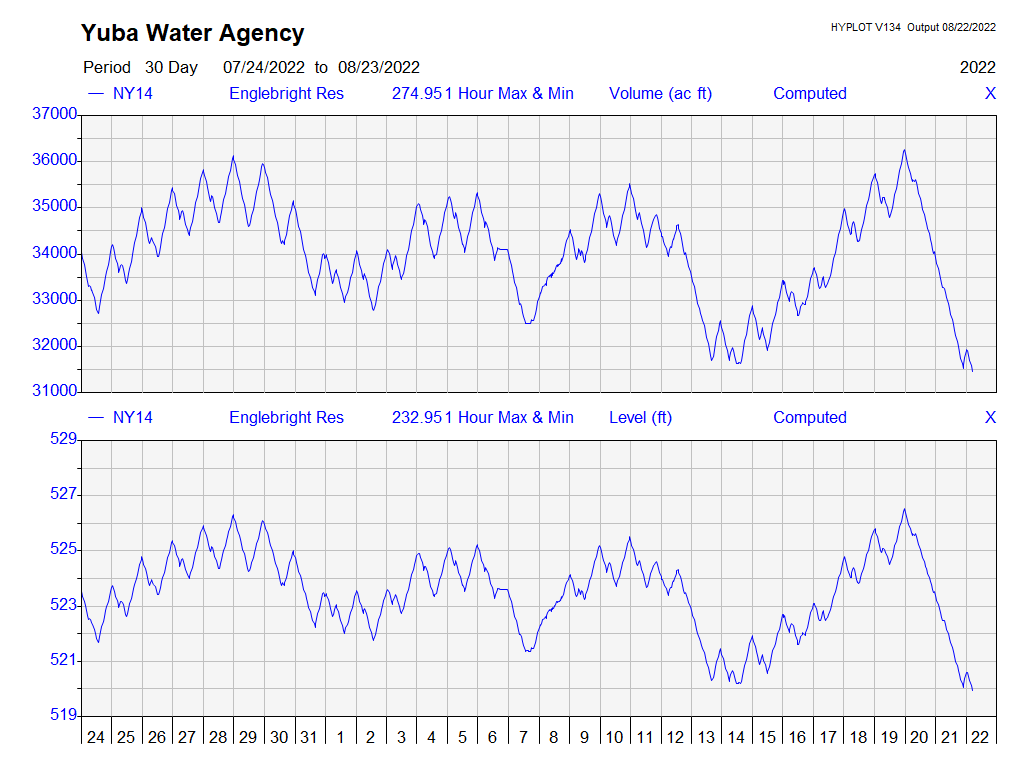 Yuba Water Agency
HYPLOT V134 Output 08/22/2022
Period 30 Day 07/24/2022 to 08/23/2022
2022
NY14 Englebright Res 274.951 Hour Max & Min Volume (ac ft) Computed X
37000
36000
35000
34000
33000
32000
31000
NY14 Englebright Res 232.951 Hour Max & Min Level (ft) Computed X
529
527
525
523
521
519
24 25 26 27 28 29 30 31 1 2 3 4 5 6 7 8 9 10 11 12 13 14 15 16 17 18 19 20 21 22